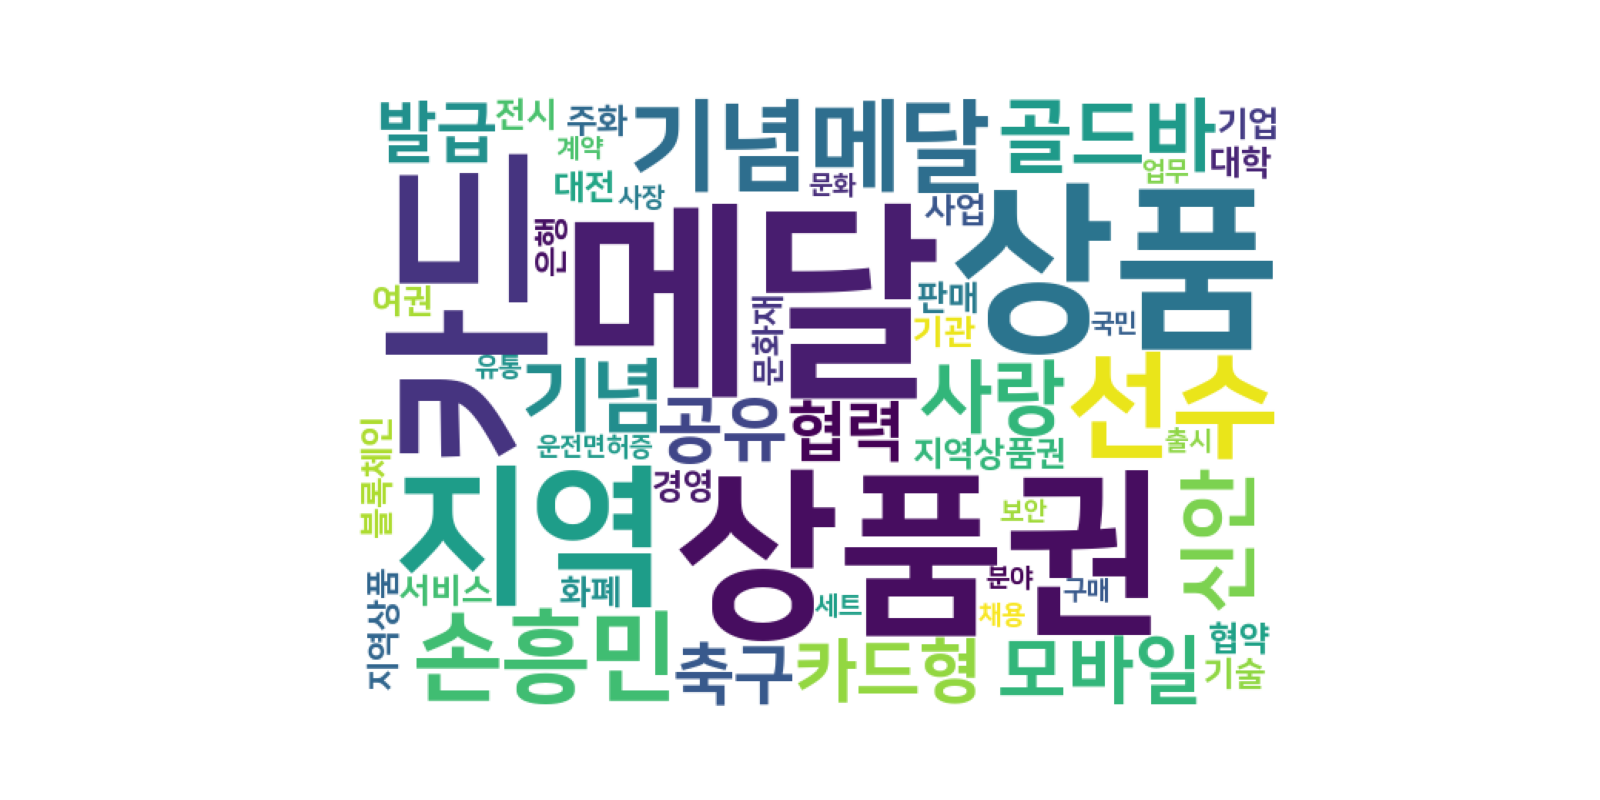 발급
전시
주화
계약
기념메달
골드바
기업
대학
업무
대전
사장
문화
사업
카드
은행
메달
상품
여권
문화재
판매
기관
국민
유통
기념
공유
협력
사랑
선수
운전면허증
지역상품권
출시
블록체인
지역
경영
상품권
보안
신안
지역상품
서비스
화폐
세트
분야
채용
구매
손흥민
축구
카드형
모바일
협약
기술